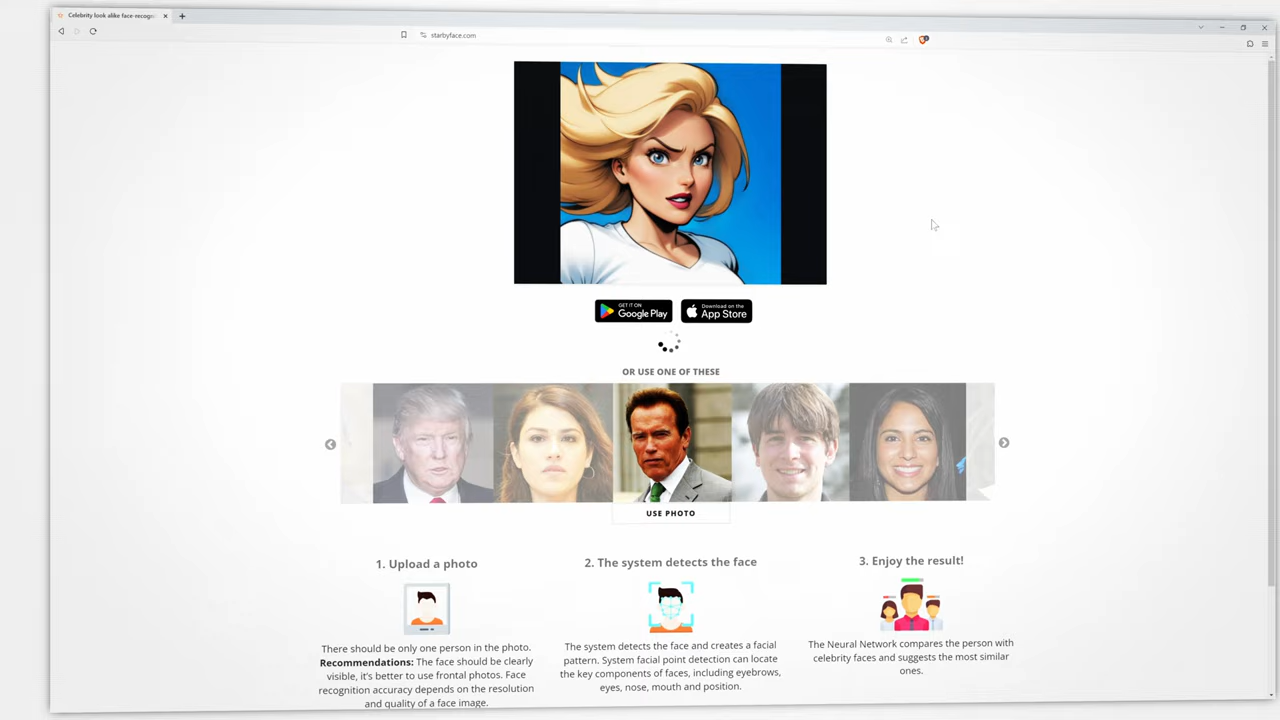 Celebrity look alike face-recogn
starbyface.com
GET IT ON
Google Play
Download on the
App Store
OR USE ONE OF THESE
USE PHOTO
1. Upload a photo
There should be only one person in the photo.
Recommendations: The face should be clearly
visible, it's better to use frontal photos. Face
recognition accuracy depends on the resolution
and quality of a face image.
2. The system detects the face
The system detects the face and creates a facial
pattern. System facial point detection can locate
the key components of faces, including eyebrows,
eyes, nose, mouth and position.
3. Enjoy the result!
The Neural Network compares the person with
celebrity faces and suggests the most similar
ones.